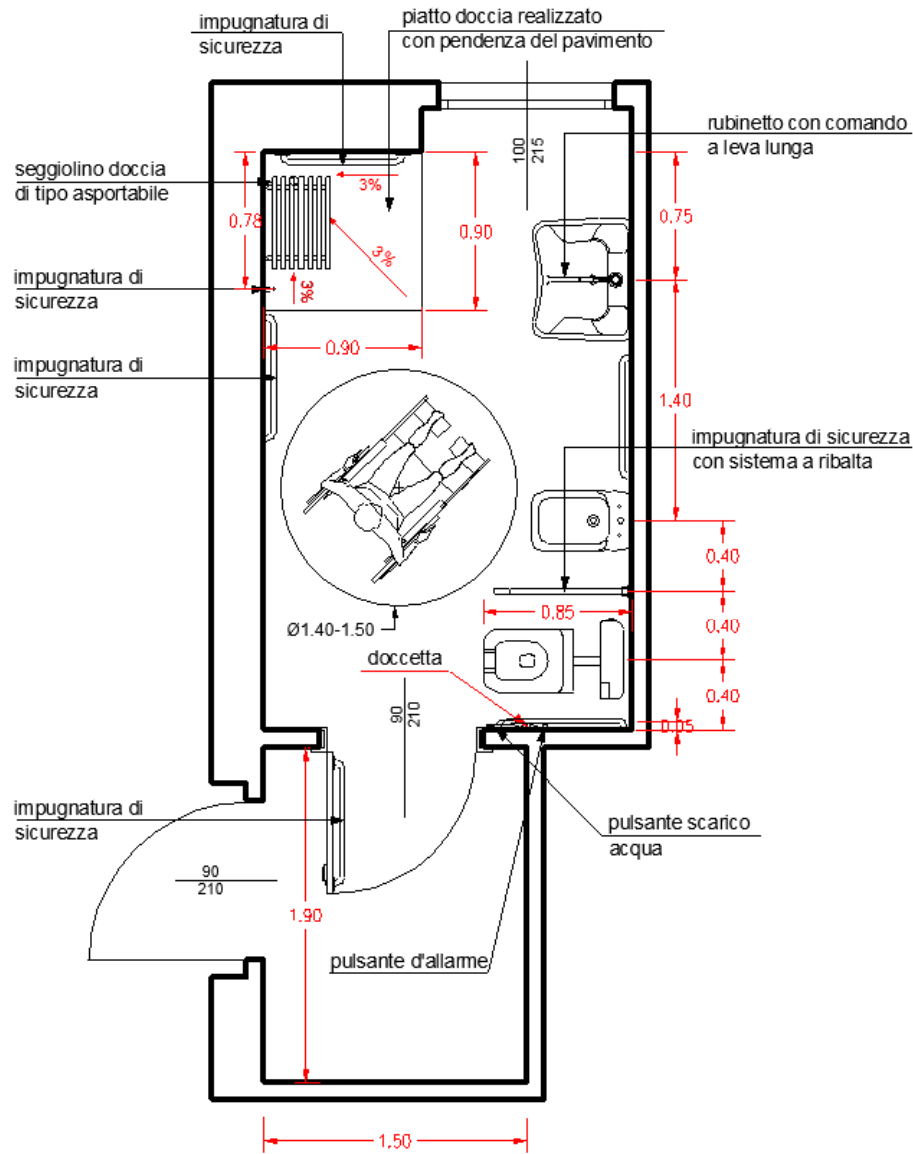 impugnatura di
sicurezza
piatto doccia realizzato
con pendenza del pavimento
rubinetto con comando
a leva lunga
100
215
seggiolino doccia
di tipo asportabile
3%
0.78
3%
3%
0.90
0.75
impugnatura di
sicurezza
0.90
impugnatura di
sicurezza
1.40
impugnatura di sicurezza
con sistema a ribalta
0.40
0.85
Ø1.40-1.50
0.40
doccetta
90
210
0.40
0.05
impugnatura di
sicurezza
pulsante scarico
acqua
90
210
1.90
pulsante d'allarme
1.50